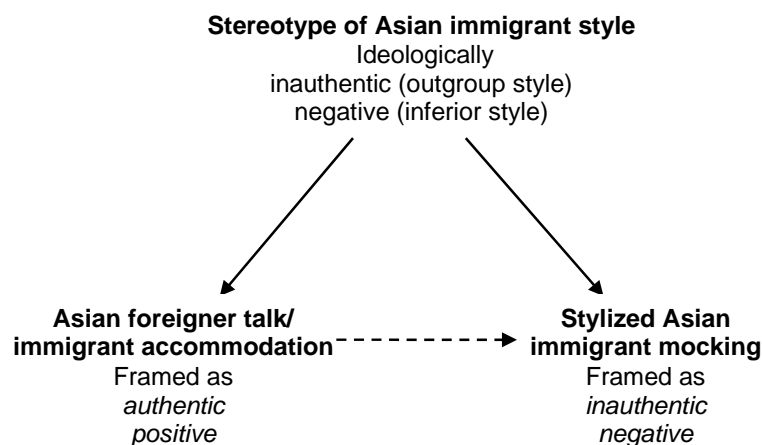 Stereotype of Asian immigrant style
Ideologically
inauthentic (outgroup style)
negative (inferior style)
Asian foreigner talk/
immigrant accommodation
Framed as
authentic
positive
Stylized Asian
immigrant mocking
Framed as
inauthentic
negative